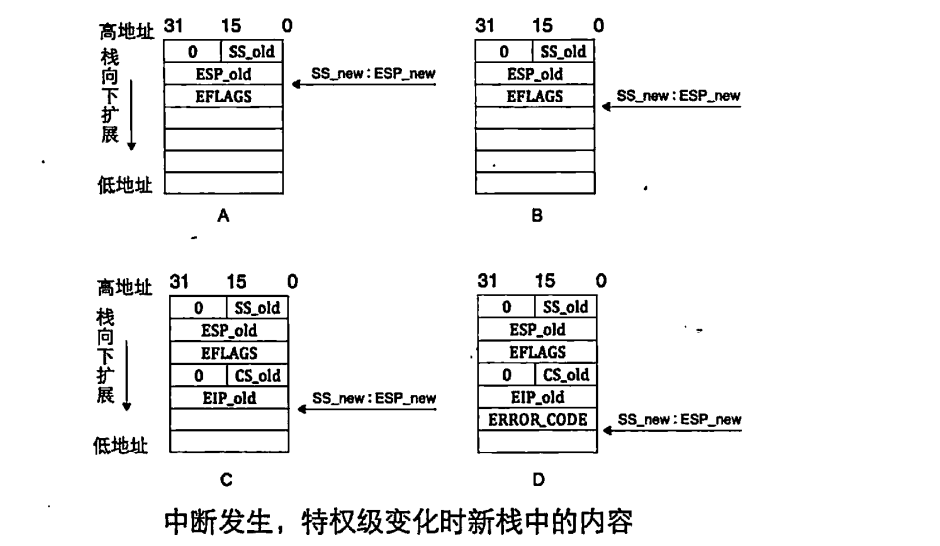 高地址 31 15 0
0 SS_old
ESP_old
EFLAGS
SS_new:ESP_new
栈向下扩展
低地址
A
31 15 0
0 SS_old
ESP_old
EFLAGS
SS_new:ESP_new
B
高地址 31 15 0
0 SS_old
ESP_old
EFLAGS
0 CS_old
EIP_old
SS_new:ESP_new
栈向下扩展
低地址
C
31 15 0
0 SS_old
ESP_old
EFLAGS
0 CS_old
EIP_old
ERROR_CODE
SS_new:ESP_new
D
中断发生，特权级变化时新栈中的内容